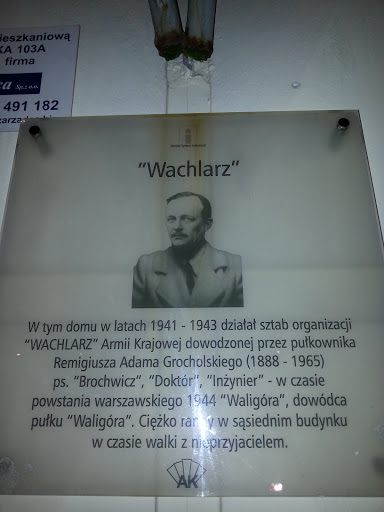 ieszkaniową
KA 103A
firma
Sp. z o.o.
491 182
"Wachlarz"
W tym domu w latach 1941 - 1943 działał sztab organizacji
"WACHLARZ" Armii Krajowej dowodzonej przez pułkownika
Remigiusza Adama Grocholskiego (1888 - 1965)
ps. "Brochwicz", "Doktór", "Inżynier" - w czasie
powstania warszawskiego 1944 "Waligóra", dowódca
pułku "Waligóra". Ciężko ranny w sąsiednim budynku
w czasie walki z nieprzyjacielem.
AK